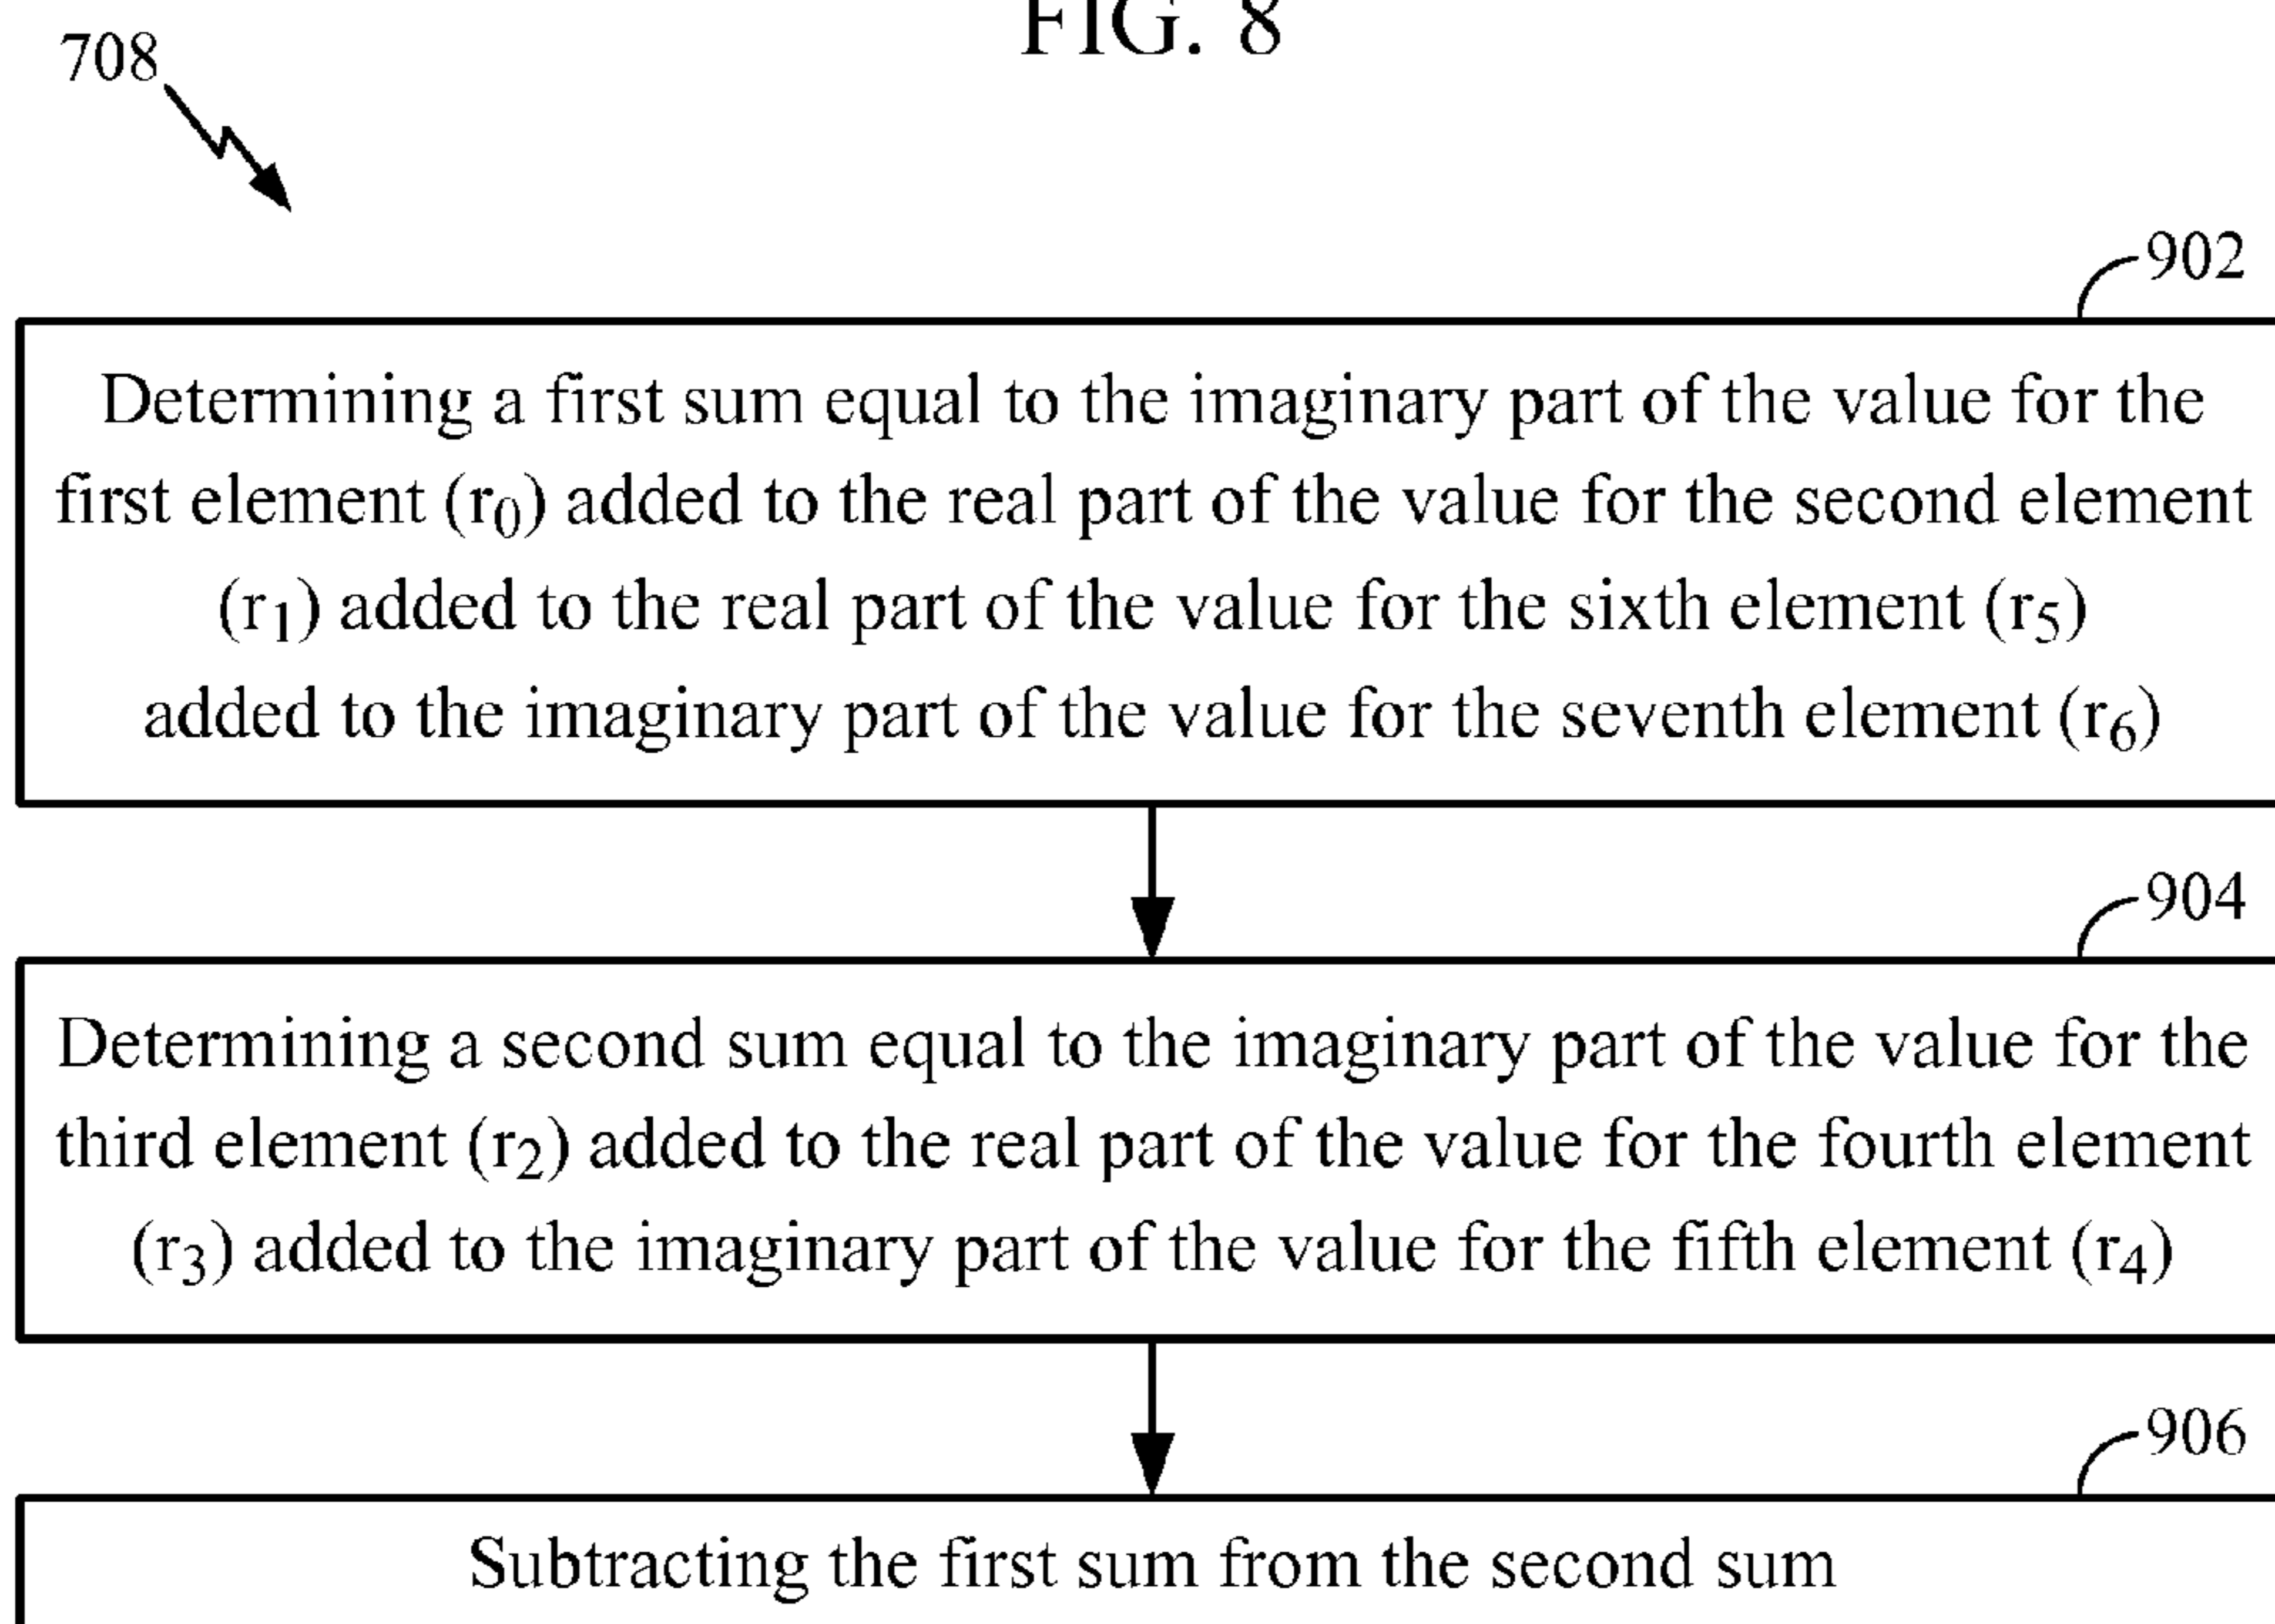 FIG. 8
708
902
Determining a first sum equal to the imaginary part of the value for the
first element (r0) added to the real part of the value for the second element
(r1) added to the real part of the value for the sixth element (r5)
added to the imaginary part of the value for the seventh element (r6)
904
Determining a second sum equal to the imaginary part of the value for the
third element (r2) added to the real part of the value for the fourth element
(r3) added to the imaginary part of the value for the fifth element (r4)
906
Subtracting the first sum from the second sum